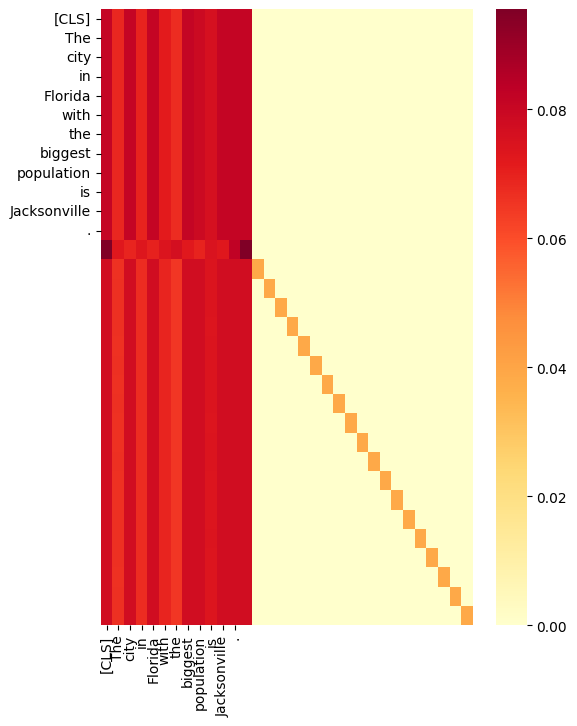 [CLS]
The
city
in
Florida
with
the
biggest
population
is
Jacksonville
.
0.08
0.06
0.04
0.02
0.00
[CLS]
The
city
in
Florida
with
the
biggest
population
is
Jacksonville
.